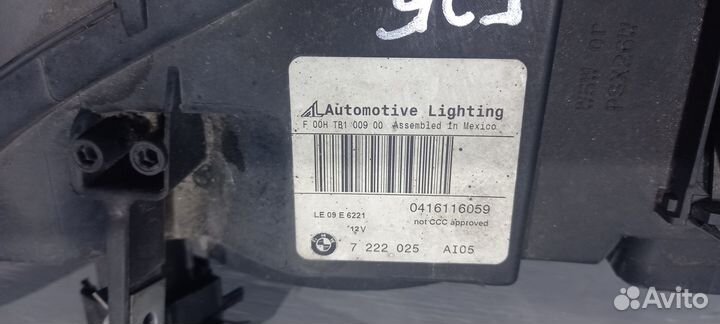 AL Automotive Lighting
F 00H TB1 009 00 Assembled in Mexico
0416116059
LE 09 E 6221
not CCC approved
12V
7 222 025 AI05
Avito